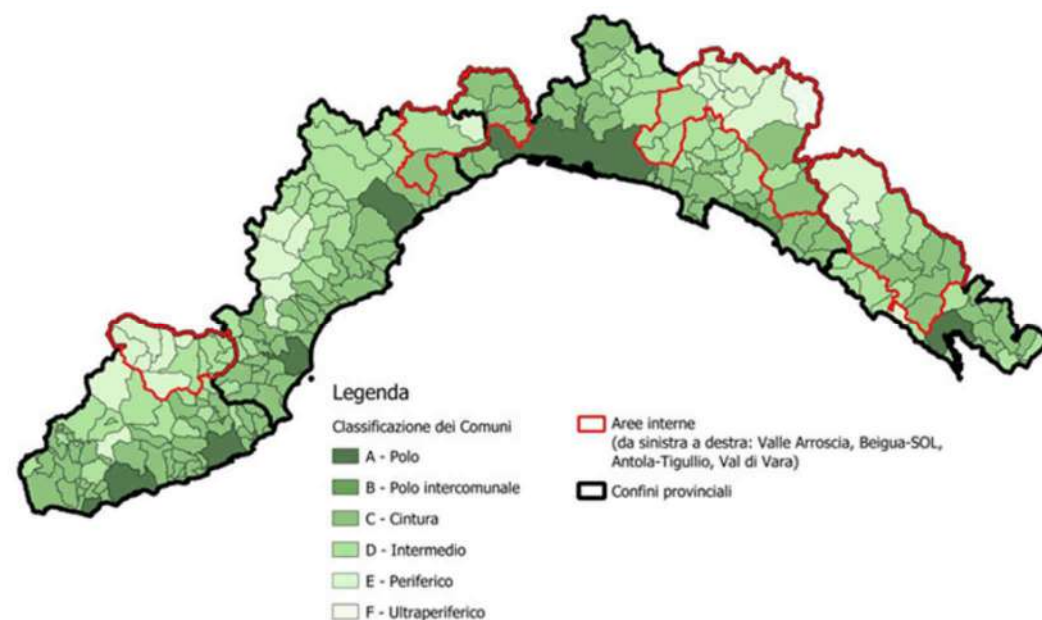 Legenda
Classificazione dei Comuni
A - Polo
B - Polo intercomunale
C - Cintura
D - Intermedio
E - Periferico
F - Ultraperiferico
Aree interne
(da sinistra a destra: Valle Arroscia, Beigua-SOL,
Antola-Tigullio, Val di Vara)
Confini provinciali